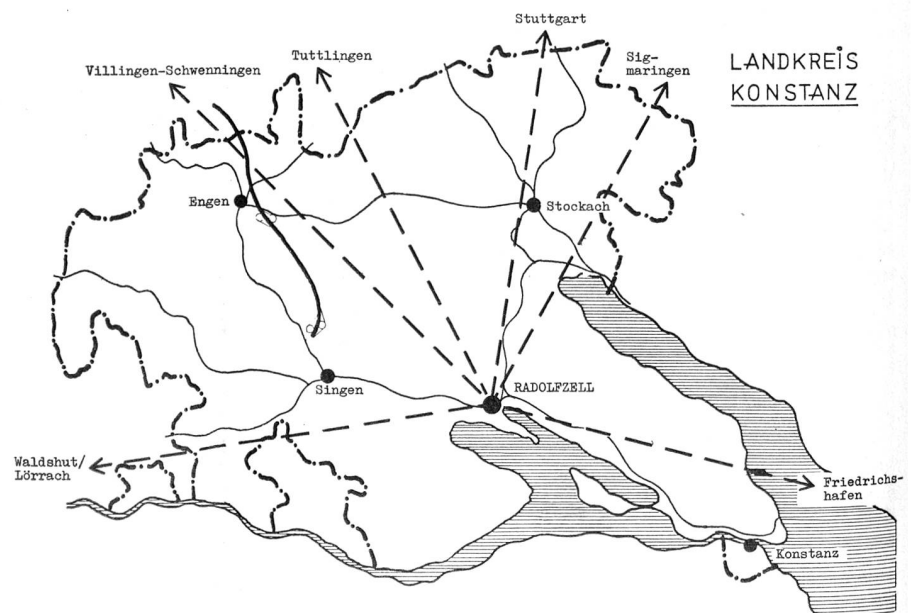 Stuttgart
Tuttlingen
Villingen-Schwenningen
Sig-
maringen
LANDKREIS
KONSTANZ
Engen
Stockach
Singen
RADOLFZELL
Waldshut/
Lörrach
Friedrichs-
hafen
Konstanz